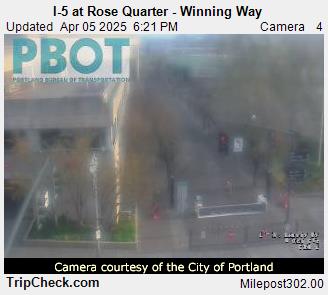 I-5 at Rose Quarter - Winning Way
Updated Apr 05 2025 6:21 PM Camera 4
PBOT
PORTLAND BUREAU OF TRANSPORTATION
Camera courtesy of the City of Portland
TripCheck.com Milepost302.00